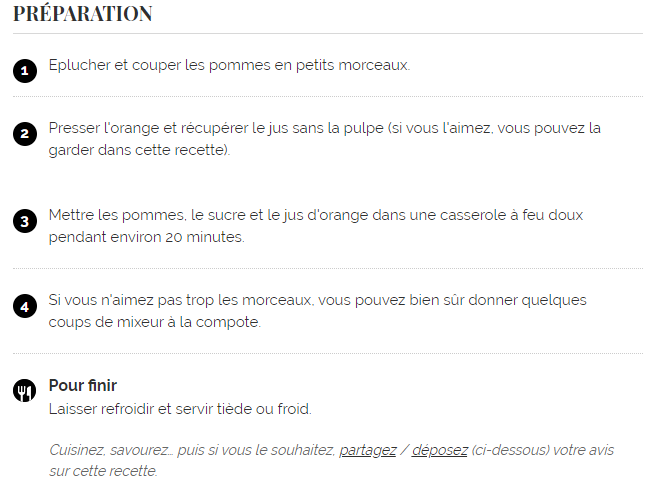 PRÉPARATION
1 Eplucher et couper les pommes en petits morceaux.
2 Presser l'orange et récupérer le jus sans la pulpe (si vous l'aimez, vous pouvez la
garder dans cette recette).
3 Mettre les pommes, le sucre et le jus d'orange dans une casserole à feu doux
pendant environ 20 minutes.
4 Si vous n'aimez pas trop les morceaux, vous pouvez bien sûr donner quelques
coups de mixeur à la compote.
Pour finir
Laisser refroidir et servir tiède ou froid.
Cuisinez, savourez... puis si vous le souhaitez, partagez / déposez (ci-dessous) votre avis
sur cette recette.